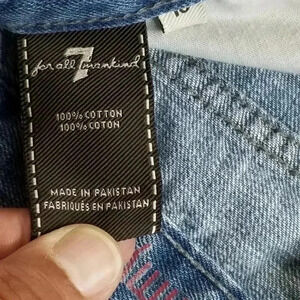 7
for all mankind
100% COTTON
100% COTON
MADE IN PAKISTAN
FABRIQUÉS EN PAKISTAN